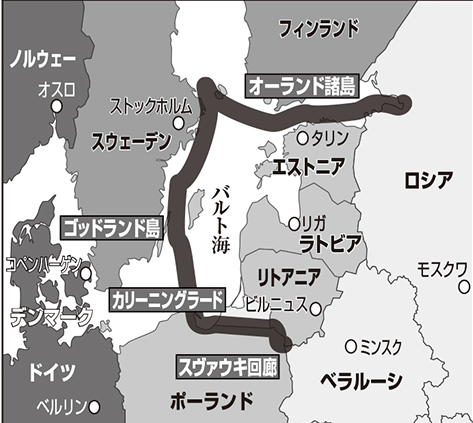 フィンランド
ノルウェー
オスロ
オーランド諸島
ストックホルム
スウェーデン
タリン
エストニア
ロシア
バルト海
ゴッドランド島
リガ
ラトビア
コペンハーゲン
モスクワ
リトアニア
カリーニングラード
ビルニュス
デンマーク
スヴァウキ回廊
ミンスク
ドイツ
ベラルーシ
ポーランド
ベルリン